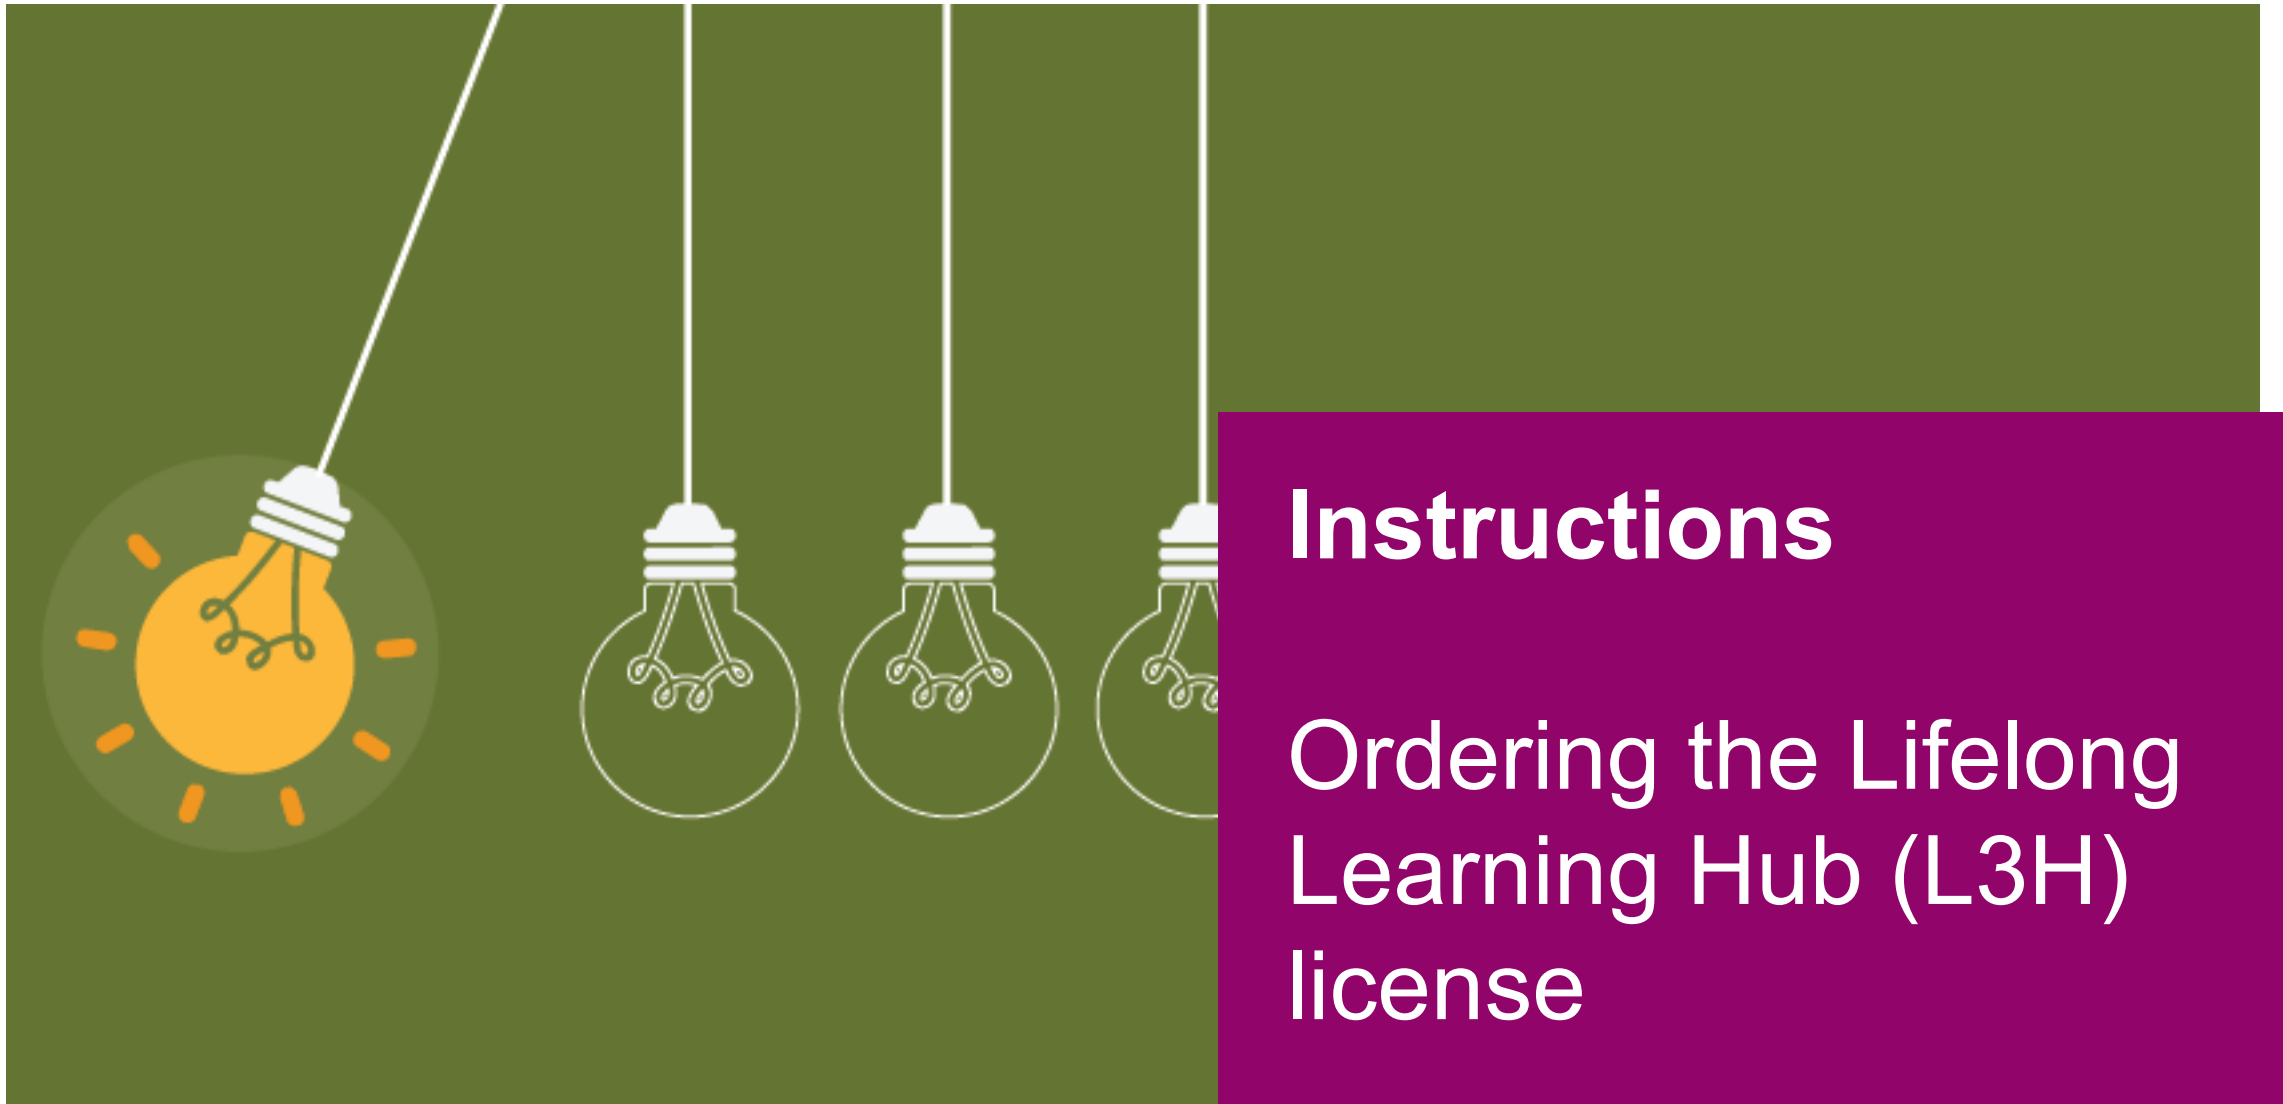 Instructions
Ordering the Lifelong
Learning Hub (L3H)
license